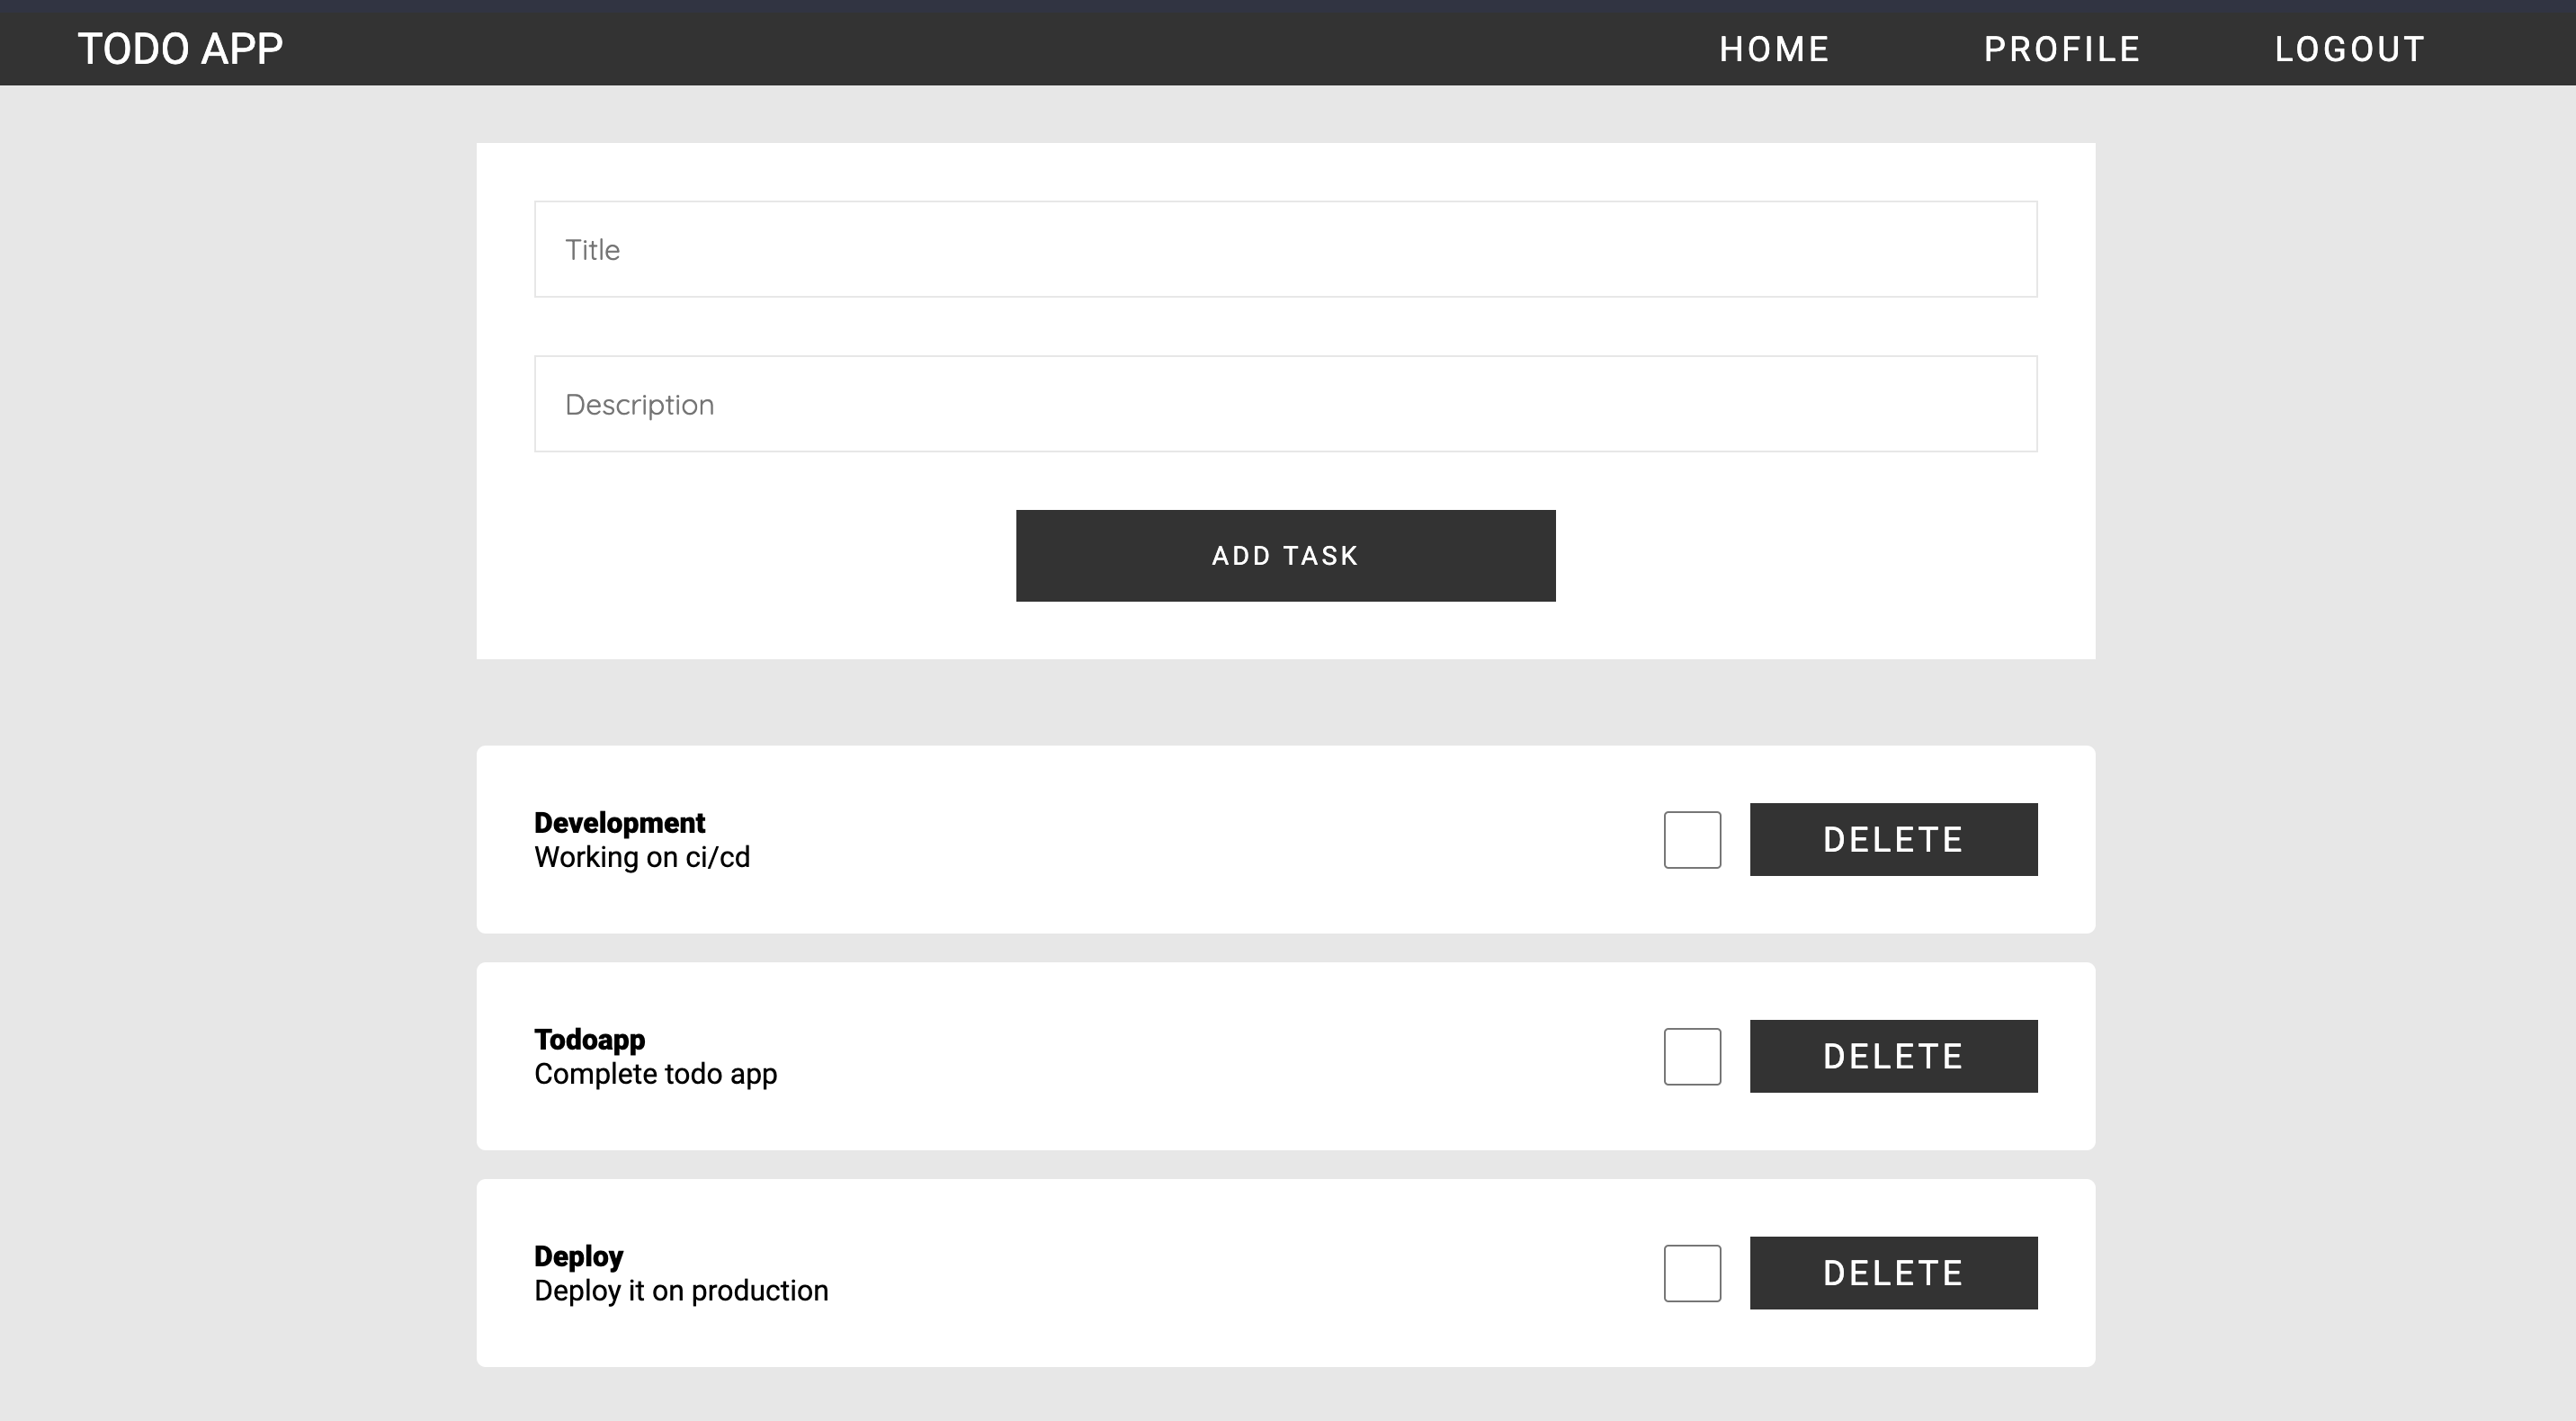 TODO APP
HOME
PROFILE
LOGOUT
Title
Description
ADD TASK
Development
Working on ci/cd
DELETE
Todoapp
Complete todo app
DELETE
Deploy
Deploy it on production
DELETE